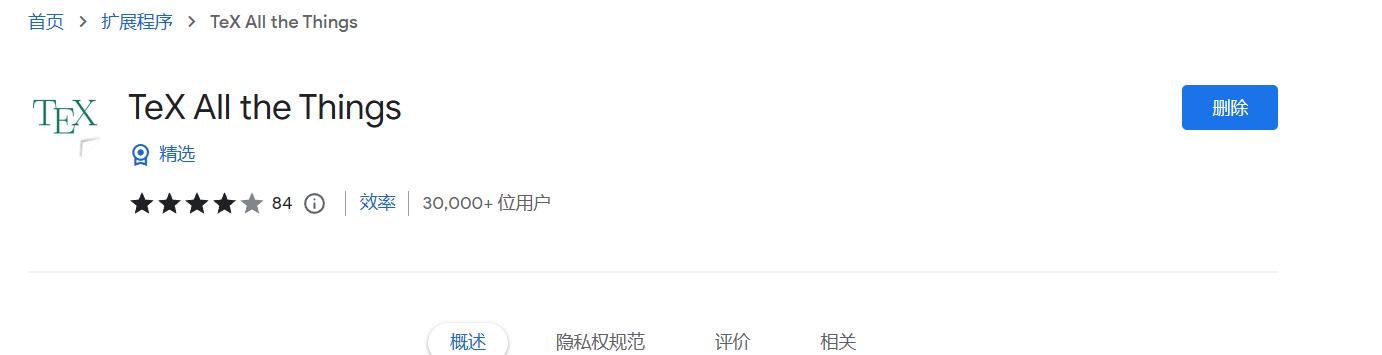 首页 > 扩展程序 > TeX All the Things
TEX TeX All the Things
删除
精选
84 效率 30,000+ 位用户
概述 隐私权规范 评价 相关